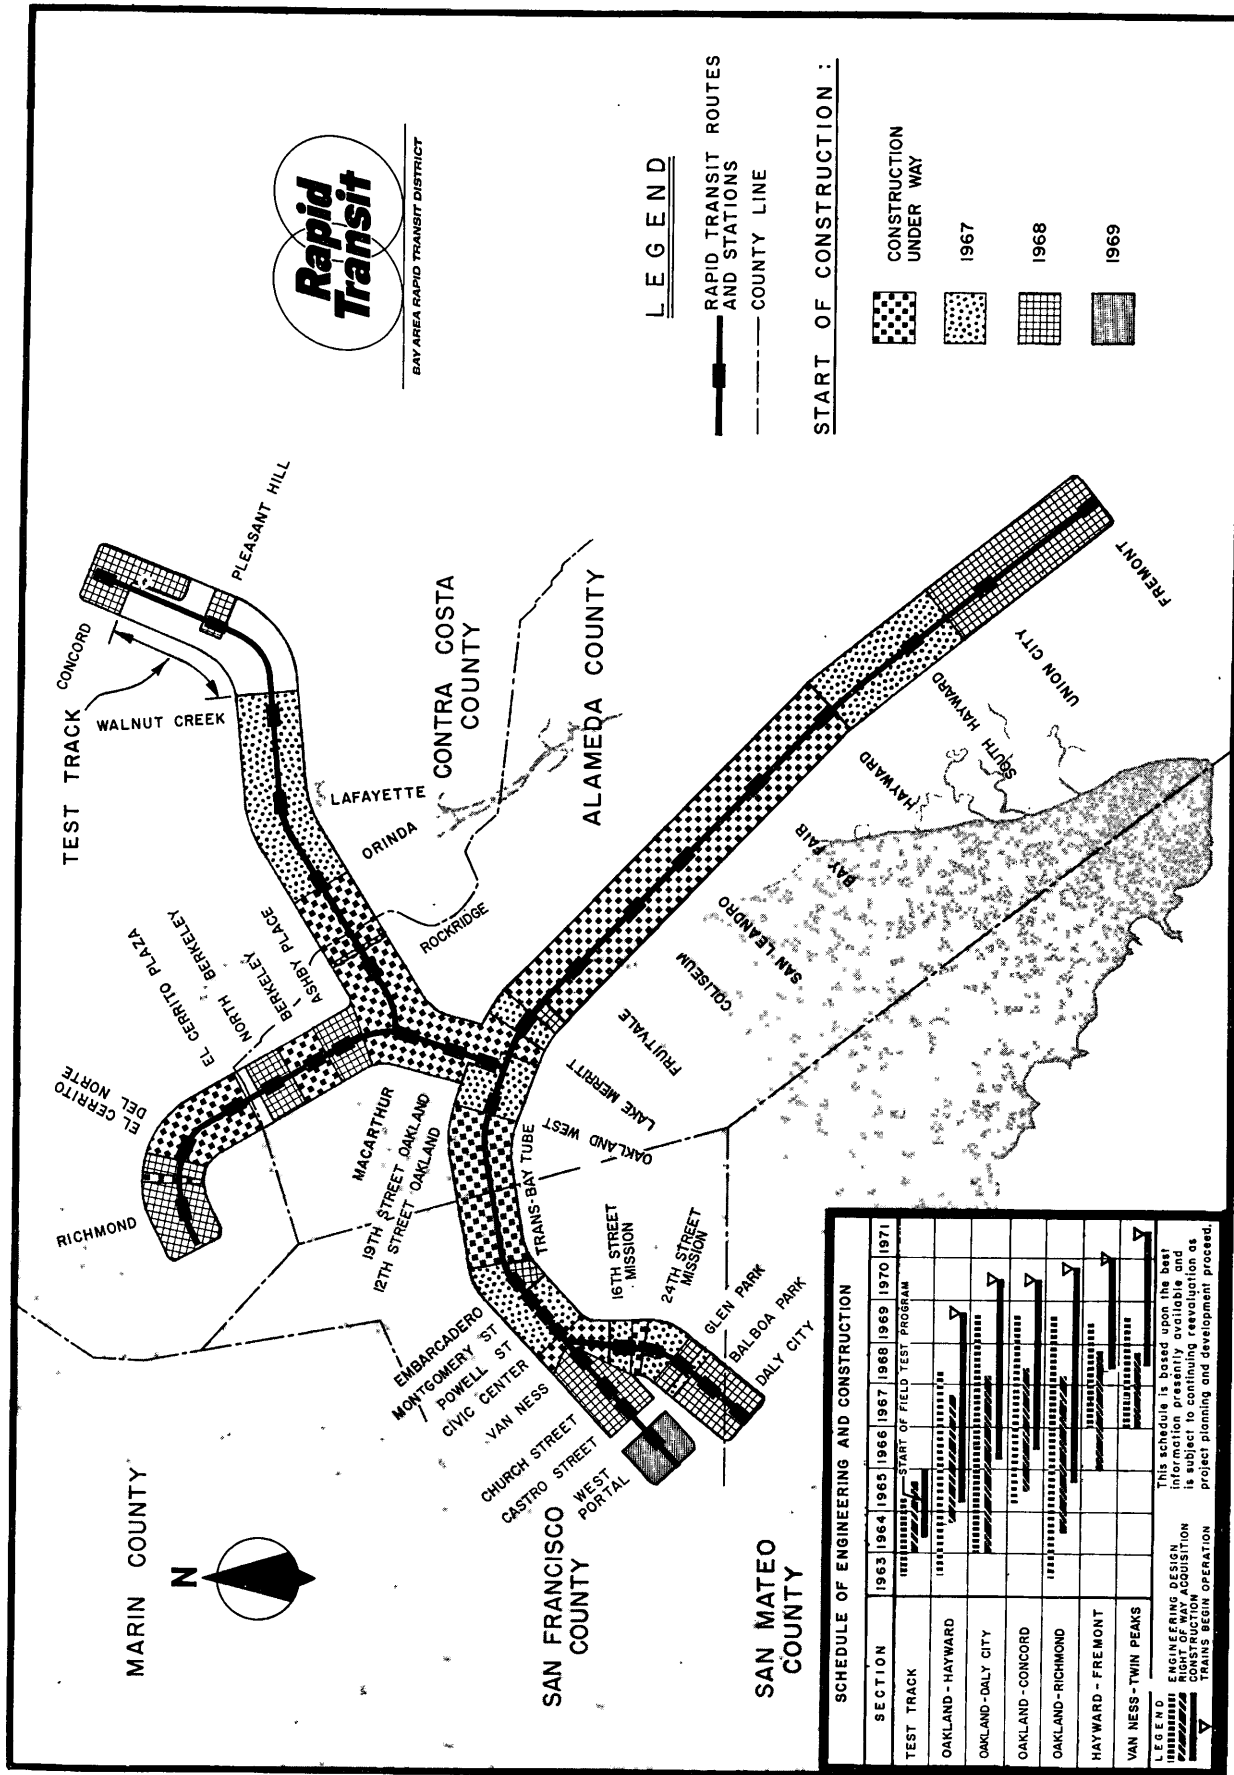 Rapid
Transit
BAY AREA RAPID TRANSIT DISTRICT
LEGEND
RAPID TRANSIT ROUTES
AND STATIONS
COUNTY LINE
START OF CONSTRUCTION :
CONSTRUCTION
UNDER WAY
1967
1968
1969
MARIN COUNTY
N
SAN FRANCISCO
COUNTY
SAN MATEO
COUNTY
CONTRA COSTA
COUNTY
ALAMEDA COUNTY
TEST TRACK
CONCORD
PLEASANT HILL
WALNUT CREEK
LAFAYETTE
ORINDA
ROCKRIDGE
RICHMOND
EL CERRITO
DEL NORTE
EL CERRITO PLAZA
NORTH BERKELEY
BERKELEY
ASHBY PLACE
MACARTHUR
19TH STREET OAKLAND
12TH STREET OAKLAND
TRANS-BAY TUBE
OAKLAND WEST
LAKE MERRITT
FRUITVALE
COLISEUM
SAN LEANDRO
BAY FAIR
HAYWARD
SOUTH HAYWARD
UNION CITY
FREMONT
EMBARCADERO
MONTGOMERY ST
POWELL ST
CIVIC CENTER
VAN NESS
CHURCH STREET
CASTRO STREET
WEST
PORTAL
16TH STREET
MISSION
24TH STREET
MISSION
GLEN PARK
BALBOA PARK
DALY CITY
SCHEDULE OF ENGINEERING AND CONSTRUCTION
SECTION 1963 1964 1965 1966 1967 1968 1969 1970 1971
TEST TRACK
START OF FIELD TEST PROGRAM
OAKLAND - HAYWARD
OAKLAND-DALY CITY
OAKLAND-CONCORD
OAKLAND-RICHMOND
HAYWARD - FREMONT
VAN NESS-TWIN PEAKS
LEGEND
ENGINEERING DESIGN
RIGHT OF WAY ACQUISITION
CONSTRUCTION
TRAINS BEGIN OPERATION
This schedule is based upon the best
information presently available and
is subject to continuing reevaluation as
project planning and development proceed.